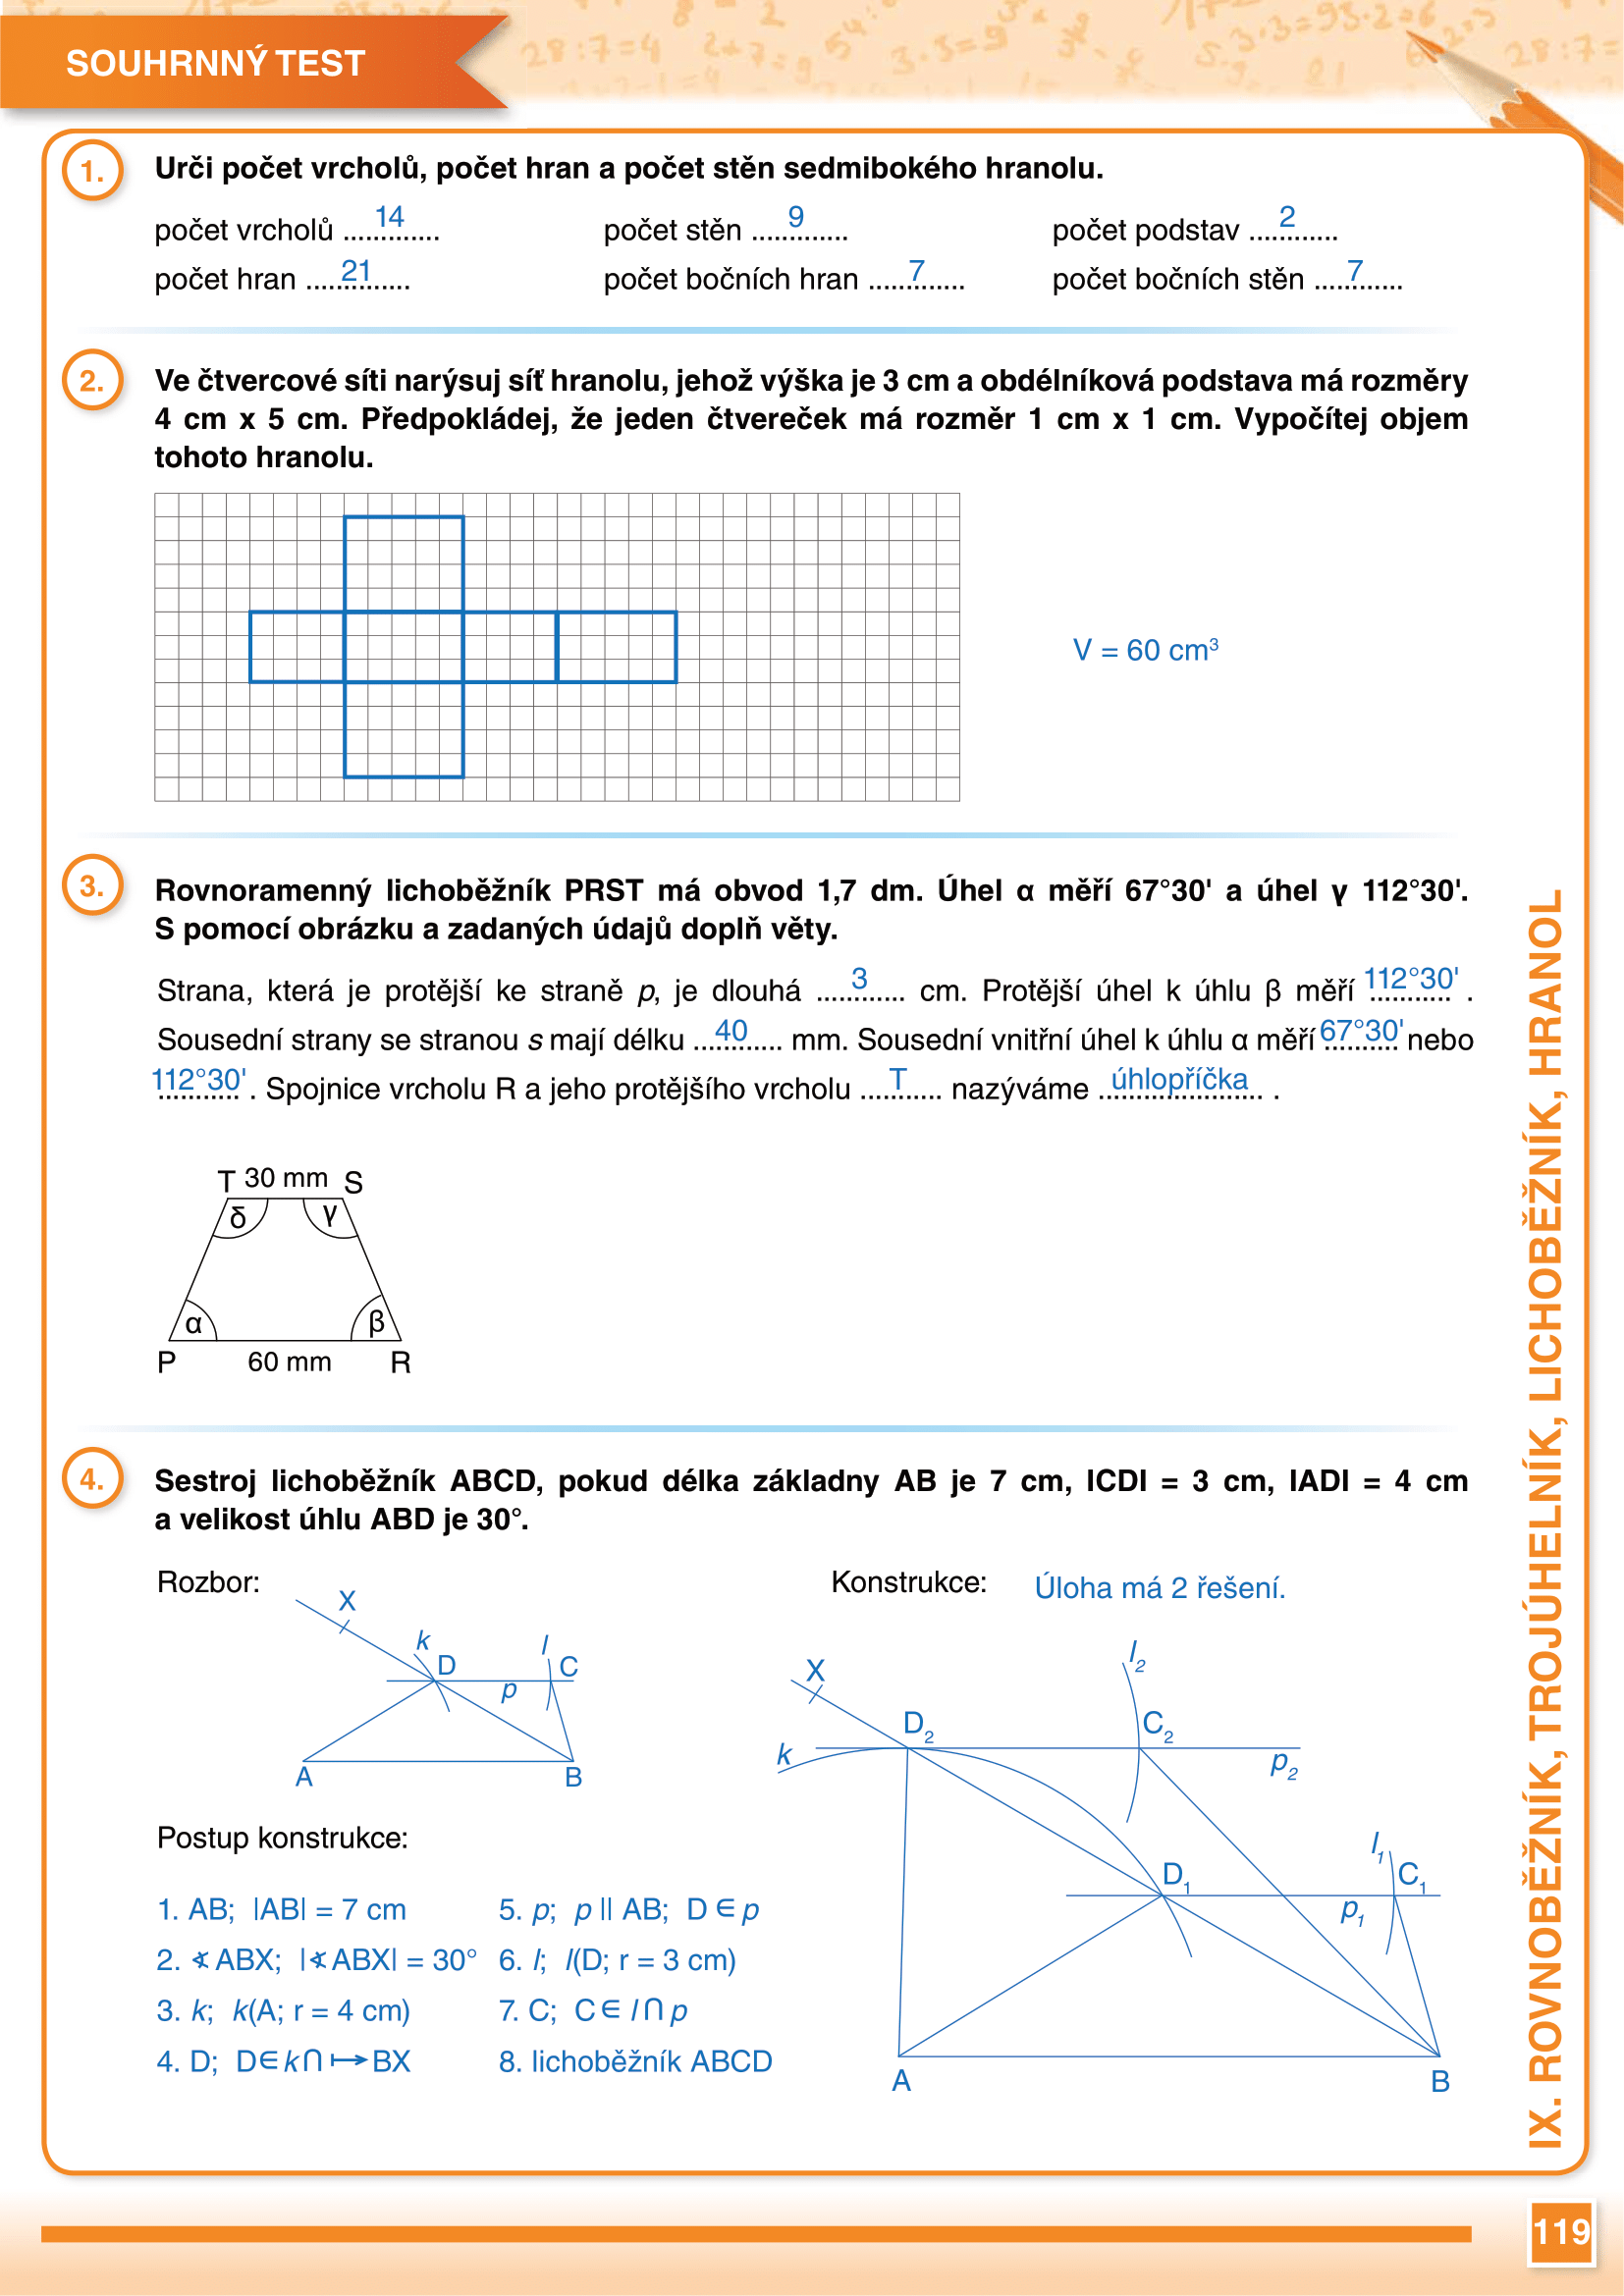 SOUHRNNÝ TEST
1. Urči počet vrcholů, počet hran a počet stěn sedmibokého hranolu.
počet vrcholů ....14.... počet stěn ....9.... počet podstav ....2....
počet hran ....21.... počet bočních hran ....7.... počet bočních stěn ....7....
2. Ve čtvercové síti narýsuj síť hranolu, jehož výška je 3 cm a obdélníková podstava má rozměry
4 cm x 5 cm. Předpokládej, že jeden čtvereček má rozměr 1 cm x 1 cm. Vypočítej objem
tohoto hranolu.
V = 60 cm³
3. Rovnoramenný lichoběžník PRST má obvod 1,7 dm. Úhel α měří 67°30' a úhel γ 112°30'.
S pomocí obrázku a zadaných údajů doplň věty.
Strana, která je protější ke straně p, je dlouhá ....3.... cm. Protější úhel k úhlu β měří 112°30' .
Sousední strany se stranou s mají délku ....40.... mm. Sousední vnitřní úhel k úhlu α měří 67°30' nebo
112°30' . Spojnice vrcholu R a jeho protějšího vrcholu ....T.... nazýváme úhlopříčka .
T 30 mm S
δ γ
α β
P 60 mm R
4. Sestroj lichoběžník ABCD, pokud délka základny AB je 7 cm, ICDI = 3 cm, IADI = 4 cm
a velikost úhlu ABD je 30°.
Rozbor:
X
k l
D C
p
A B
Postup konstrukce:
1. AB; |AB| = 7 cm
2. ∢ ABX; |∢ ABX| = 30°
3. k; k(A; r = 4 cm)
4. D; D∈ k∩ ↦BX
5. p; p || AB; D ∈ p
6. l; l(D; r = 3 cm)
7. C; C∈ l∩p
8. lichoběžník ABCD
Konstrukce: Úloha má 2 řešení.
l₂
X
D₂ C₂
k p₂
l₁
D₁ C₁
p₁
A B
IX. ROVNOBĚŽNÍK, TROJÚHELNÍK, LICHOBĚŽNÍK, HRANOL
119